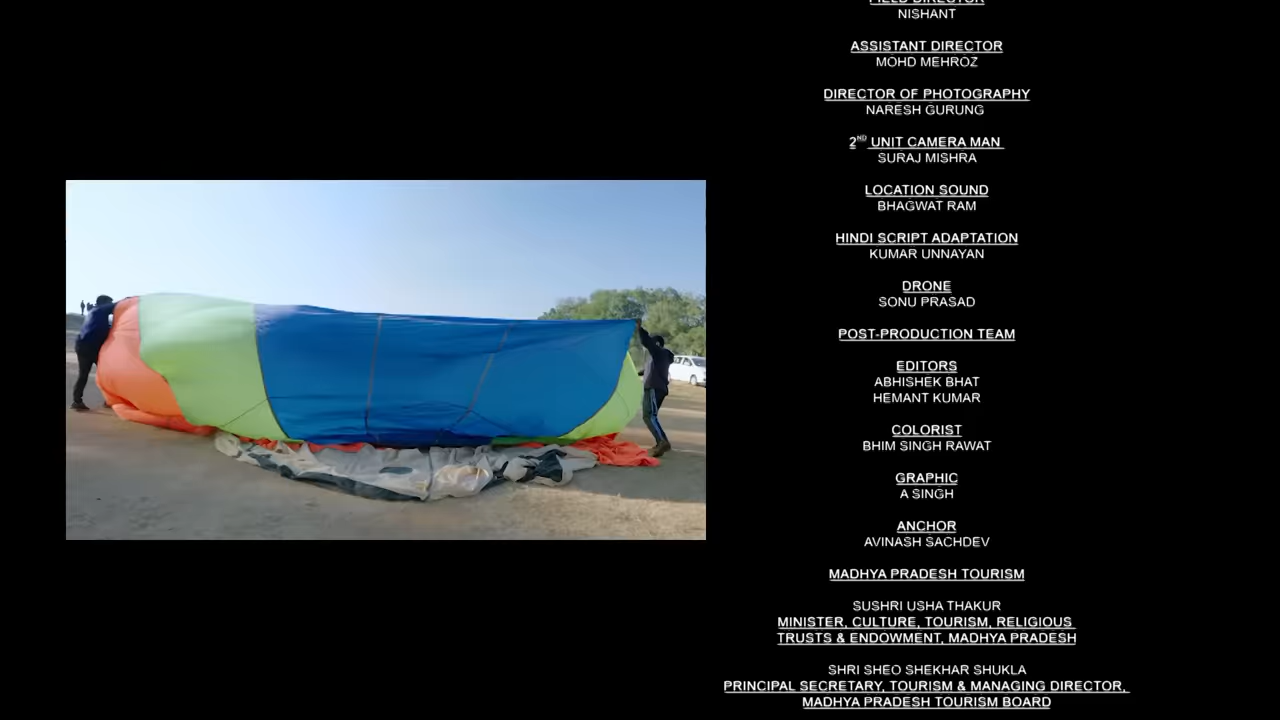 FIELD DIRECTOR
NISHANT
ASSISTANT DIRECTOR
MOHD MEHROZ
DIRECTOR OF PHOTOGRAPHY
NARESH GURUNG
2ND UNIT CAMERA MAN
SURAJ MISHRA
LOCATION SOUND
BHAGWAT RAM
HINDI SCRIPT ADAPTATION
KUMAR UNNAYAN
DRONE
SONU PRASAD
POST-PRODUCTION TEAM
EDITORS
ABHISHEK BHAT
HEMANT KUMAR
COLORIST
BHIM SINGH RAWAT
GRAPHIC
A SINGH
ANCHOR
AVINASH SACHDEV
MADHYA PRADESH TOURISM
SUSHRI USHA THAKUR
MINISTER, CULTURE, TOURISM, RELIGIOUS
TRUSTS & ENDOWMENT, MADHYA PRADESH
SHRI SHEO SHEKHAR SHUKLA
PRINCIPAL SECRETARY, TOURISM & MANAGING DIRECTOR,
MADHYA PRADESH TOURISM BOARD